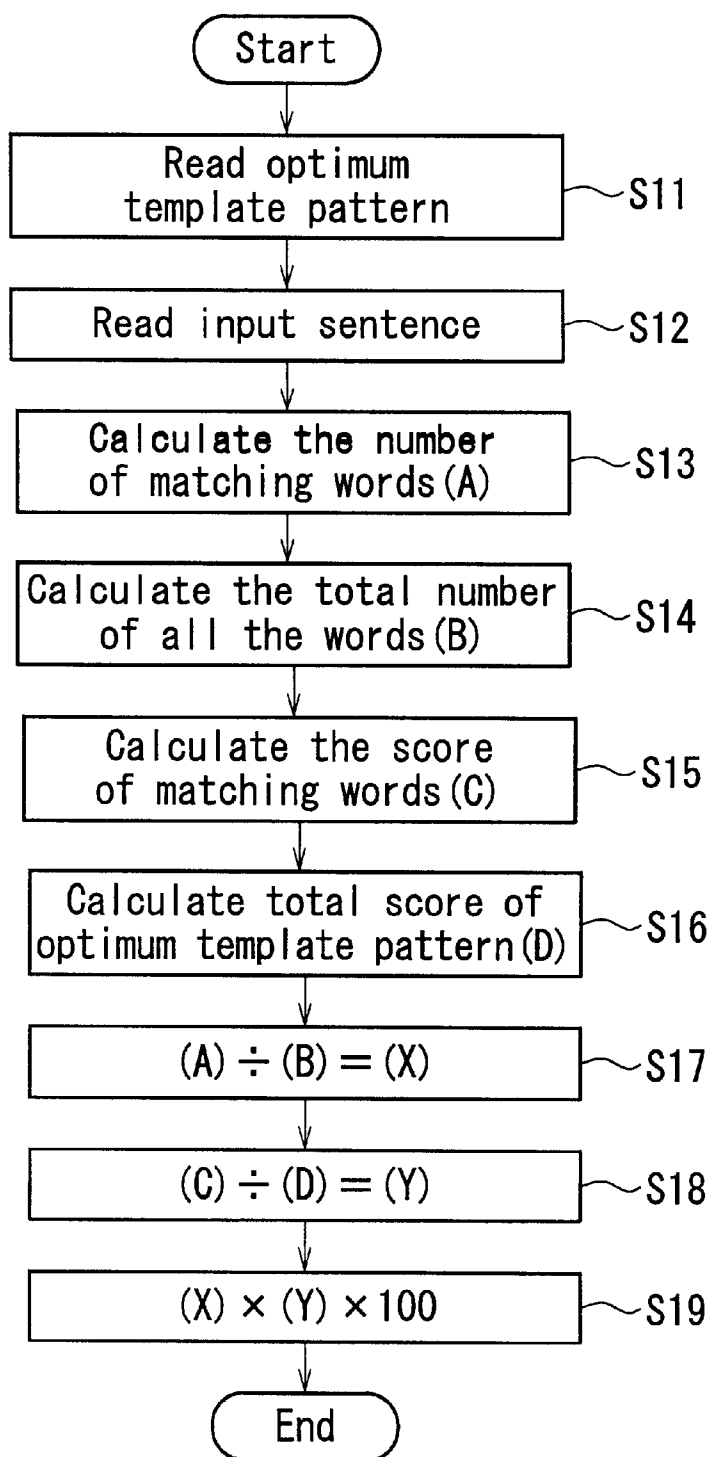 Start
Read optimum
template pattern
S11
Read input sentence
S12
Calculate the number
of matching words(A)
S13
Calculate the total number
of all the words(B)
S14
Calculate the score
of matching words(C)
S15
Calculate total score of
optimum template pattern(D)
S16
(A)÷(B)=(X)
S17
(C)÷(D)=(Y)
S18
(X)×(Y)×100
S19
End